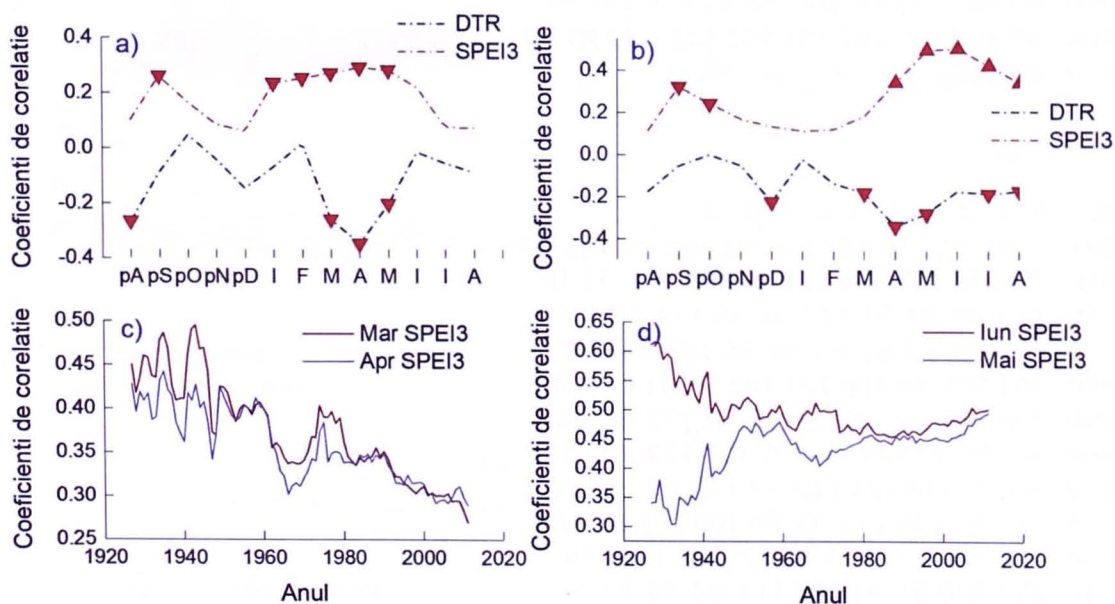 a)
DTR
SPEI3
Coeficienti de corelatie
0.4
0.2
0.0
-0.2
-0.4
pA pS pO pN pD I F M A M I I A
b)
DTR
SPEI3
Coeficienti de corelatie
0.4
0.2
0.0
-0.2
-0.4
pA pS pO pN pD I F M A M I I A
c)
Mar SPEI3
Apr SPEI3
Coeficienti de corelatie
0.50
0.45
0.40
0.35
0.30
0.25
1920 1940 1960 1980 2000 2020
Anul
d)
Iun SPEI3
Mai SPEI3
Coeficienti de corelatie
0.65
0.60
0.55
0.50
0.45
0.40
0.35
0.30
1920 1940 1960 1980 2000 2020
Anul